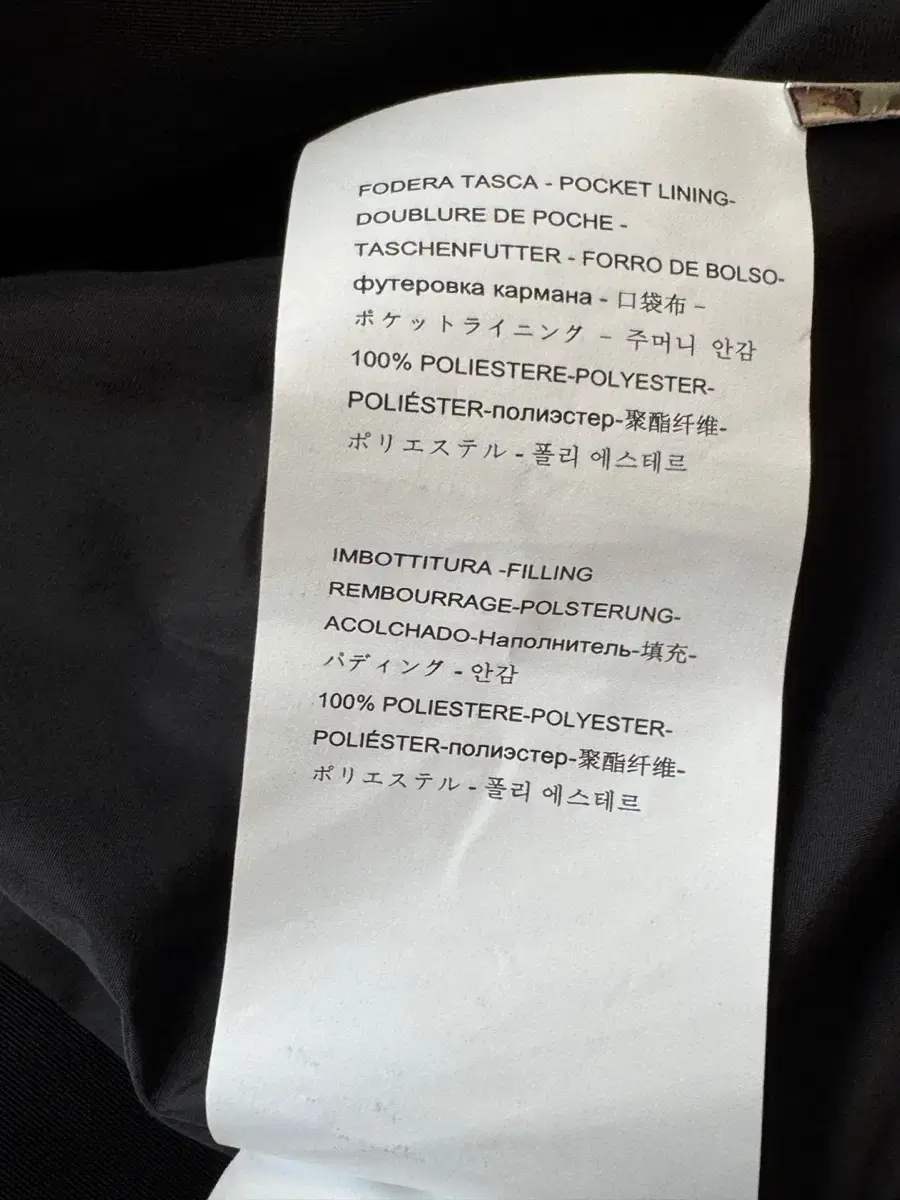 FODERA TASCA - POCKET LINING-
DOUBLURE DE POCHE -
TASCHENFUTTER - FORRO DE BOLSO-
футеровка кармана - 口袋布 -
ポケットライニング - 주머니 안감
100% POLIESTERE-POLYESTER-
POLIÉSTER-полиэстер-聚酯纤维-
ポリエステル - 폴리 에스테르
IMBOTTITURA -FILLING
REMBOURRAGE-POLSTERUNG-
ACOLCHADO-Наполнитель-填充-
パディング - 안감
100% POLIESTERE-POLYESTER-
POLIÉSTER-полиэстер-聚酯纤维-
ポリエステル - 폴리 에스테르